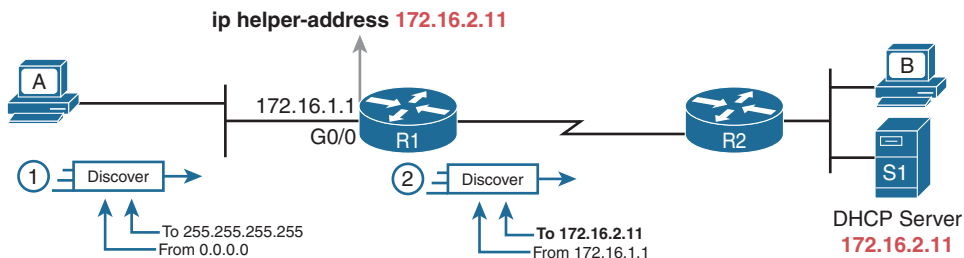 ip helper-address 172.16.2.11
A
172.16.1.1
G0/0
R1
R2
B
S1
1
Discover
To 255.255.255.255
From 0.0.0.0
2
Discover
To 172.16.2.11
From 172.16.1.1
DHCP Server
172.16.2.11